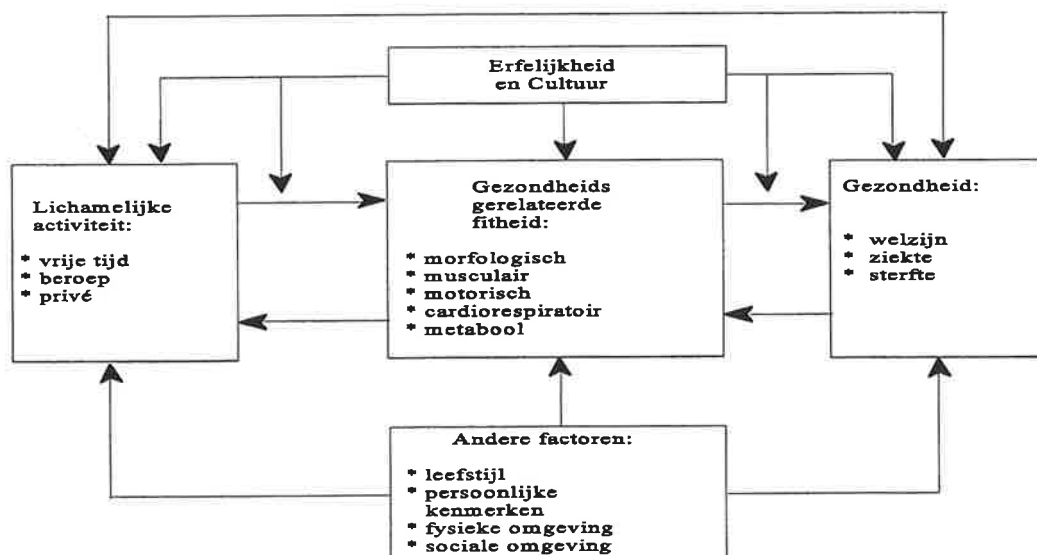 Erfelijkheid
en Cultuur
Lichamelijke
activiteit:
* vrije tijd
* beroep
* privé
Gezondheids
gerelateerde
fitheid:
* morfologisch
* musculair
* motorisch
* cardiorespiratoir
* metabool
Gezondheid:
* welzijn
* ziekte
* sterfte
Andere factoren:
* leefstijl
* persoonlijke
kenmerken
* fysieke omgeving
* sociale omgeving